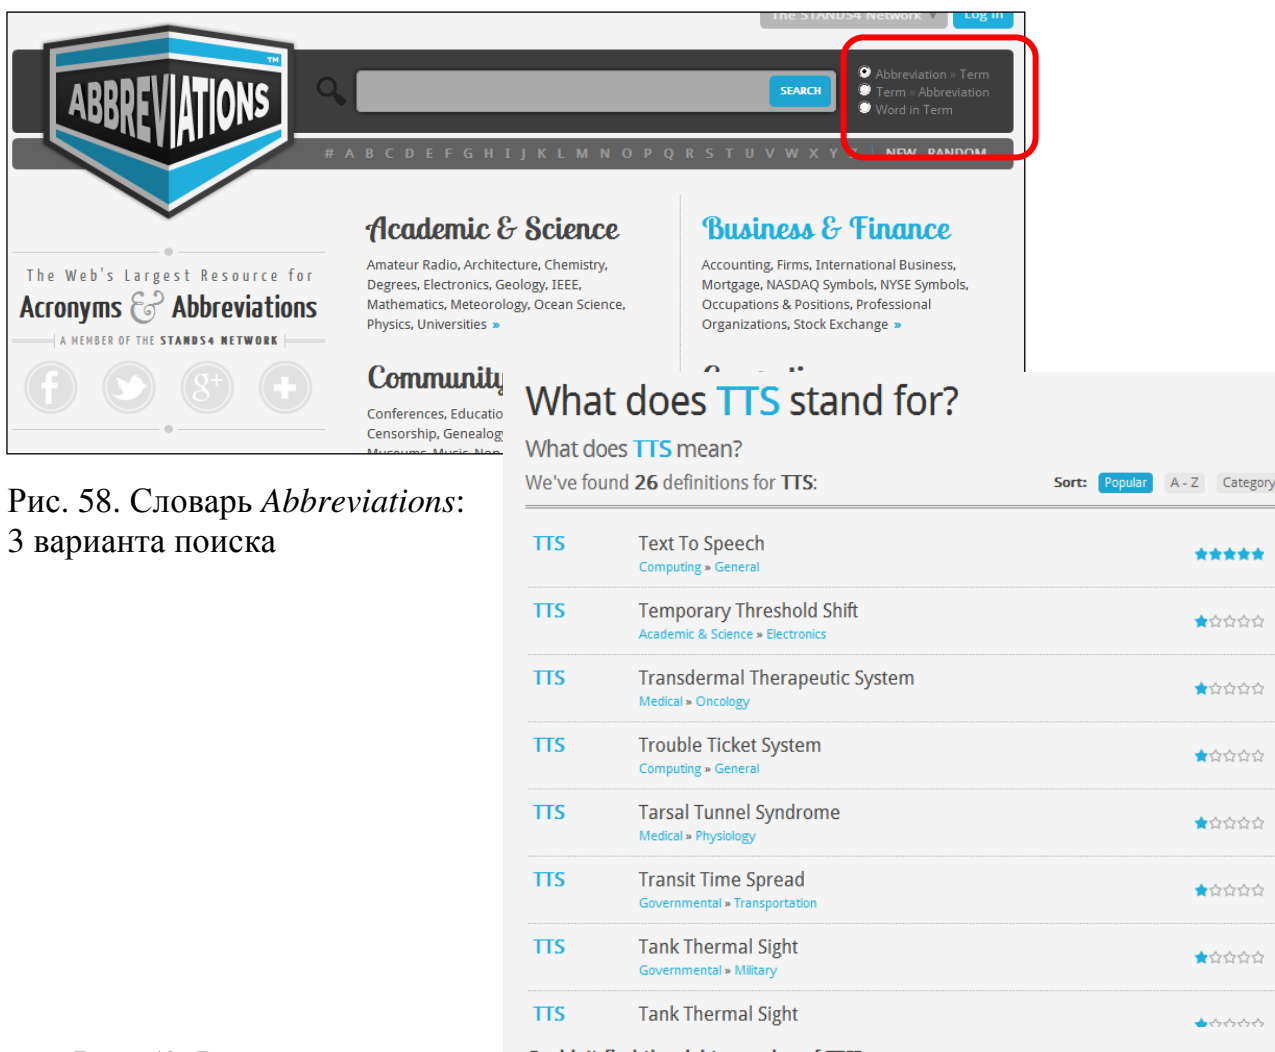 The STANDS4 Network ▼ Log In
ABBREVIATIONS™
SEARCH
Abbreviation » Term
Term » Abbreviation
Word in Term
# A B C D E F G H I J K L M N O P Q R S T U V W X Y Z | NEW RANDOM
The Web's Largest Resource for
Acronyms & Abbreviations
A MEMBER OF THE STANDS4 NETWORK
Academic & Science
Amateur Radio, Architecture, Chemistry,
Degrees, Electronics, Geology, IEEE,
Mathematics, Meteorology, Ocean Science,
Physics, Universities »
Business & Finance
Accounting, Firms, International Business,
Mortgage, NASDAQ Symbols, NYSE Symbols,
Occupations & Positions, Professional
Organizations, Stock Exchange »
Community
Conferences, Educatio
Censorship, Genealog
Museums, Music, Non
Рис. 58. Словарь Abbreviations:
3 варианта поиска
What does TTS stand for?
What does TTS mean?
We've found 26 definitions for TTS:
Sort: Popular A - Z Category
TTS Text To Speech
Computing » General
TTS Temporary Threshold Shift
Academic & Science » Electronics
TTS Transdermal Therapeutic System
Medical » Oncology
TTS Trouble Ticket System
Computing » General
TTS Tarsal Tunnel Syndrome
Medical » Physiology
TTS Transit Time Spread
Governmental » Transportation
TTS Tank Thermal Sight
Governmental » Military
TTS Tank Thermal Sight